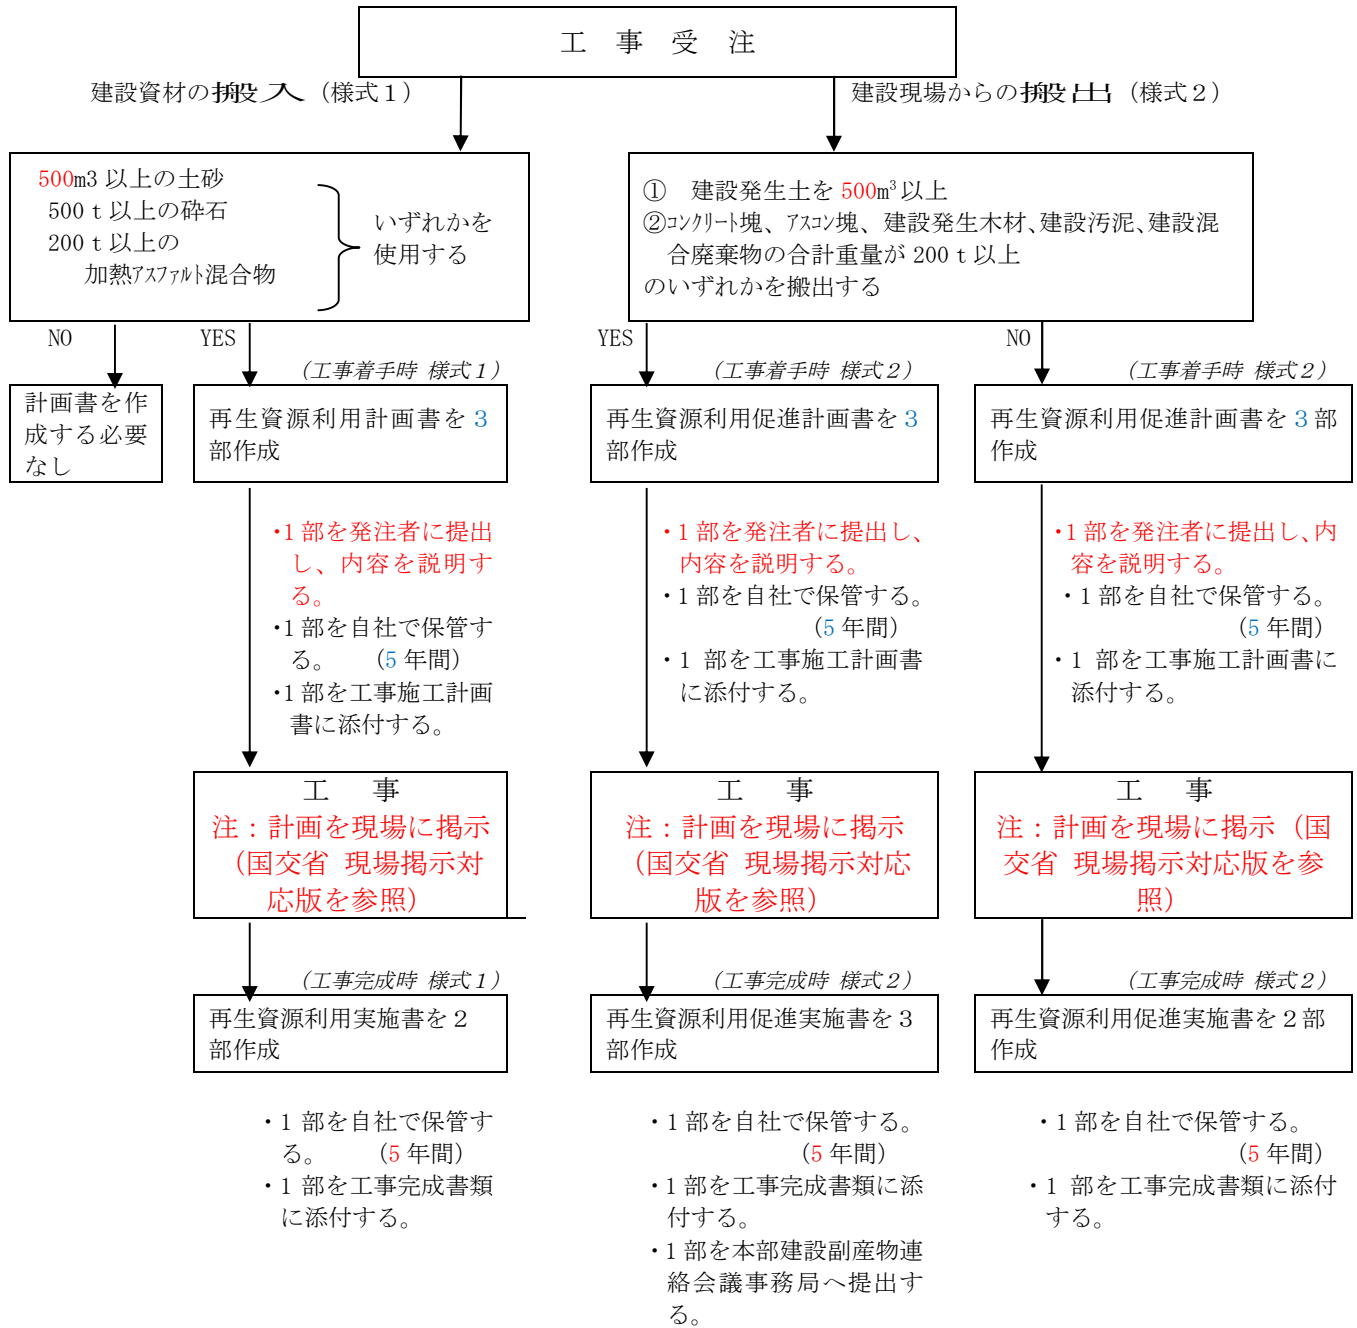 工　事　受　注
建設資材の搬入（様式１）
建設現場からの搬出（様式２）
500m3 以上の土砂
500ｔ以上の砕石
200ｔ以上の
加熱ｱｽﾌｧﾙﾄ混合物
いずれかを
使用する
①　建設発生土を 500m³以上
②ｺﾝｸﾘｰﾄ塊、ｱｽｺﾝ塊、建設発生木材、建設汚泥、建設混
合廃棄物の合計重量が 200ｔ以上
のいずれかを搬出する
NO
YES
YES
NO
（工事着手時 様式１）
（工事着手時 様式２）
（工事着手時 様式２）
計画書を作
成する必要
なし
再生資源利用計画書を３
部作成
再生資源利用促進計画書を３
部作成
再生資源利用促進計画書を３部
作成
・1 部を発注者に提出
し、内容を説明す
る。
・1 部を自社で保管す
る。　（5 年間）
・1 部を工事施工計画
書に添付する。
・1 部を発注者に提出し、
内容を説明する。
・1 部を自社で保管する。
（5 年間）
・1 部を工事施工計画書
に添付する。
・1 部を発注者に提出し、内
容を説明する。
・1 部を自社で保管する。
（5 年間）
・1 部を工事施工計画書に
添付する。
工　事
注：計画を現場に掲示
（国交省 現場掲示対
応版を参照）
工　事
注：計画を現場に掲示
（国交省 現場掲示対応
版を参照）
工　事
注：計画を現場に掲示（国
交省 現場掲示対応版を参
照）
（工事完成時 様式１）
（工事完成時 様式２）
（工事完成時 様式２）
再生資源利用実施書を２
部作成
再生資源利用促進実施書を３
部作成
再生資源利用促進実施書を２部
作成
・1 部を自社で保管す
る。　（5 年間）
・1 部を工事完成書類
に添付する。
・1 部を自社で保管する。
（5 年間）
・1 部を工事完成書類に添
付する。
・1 部を本部建設副産物連
絡会議事務局へ提出す
る。
・1 部を自社で保管する。
（5 年間）
・1 部を工事完成書類に添付
する。